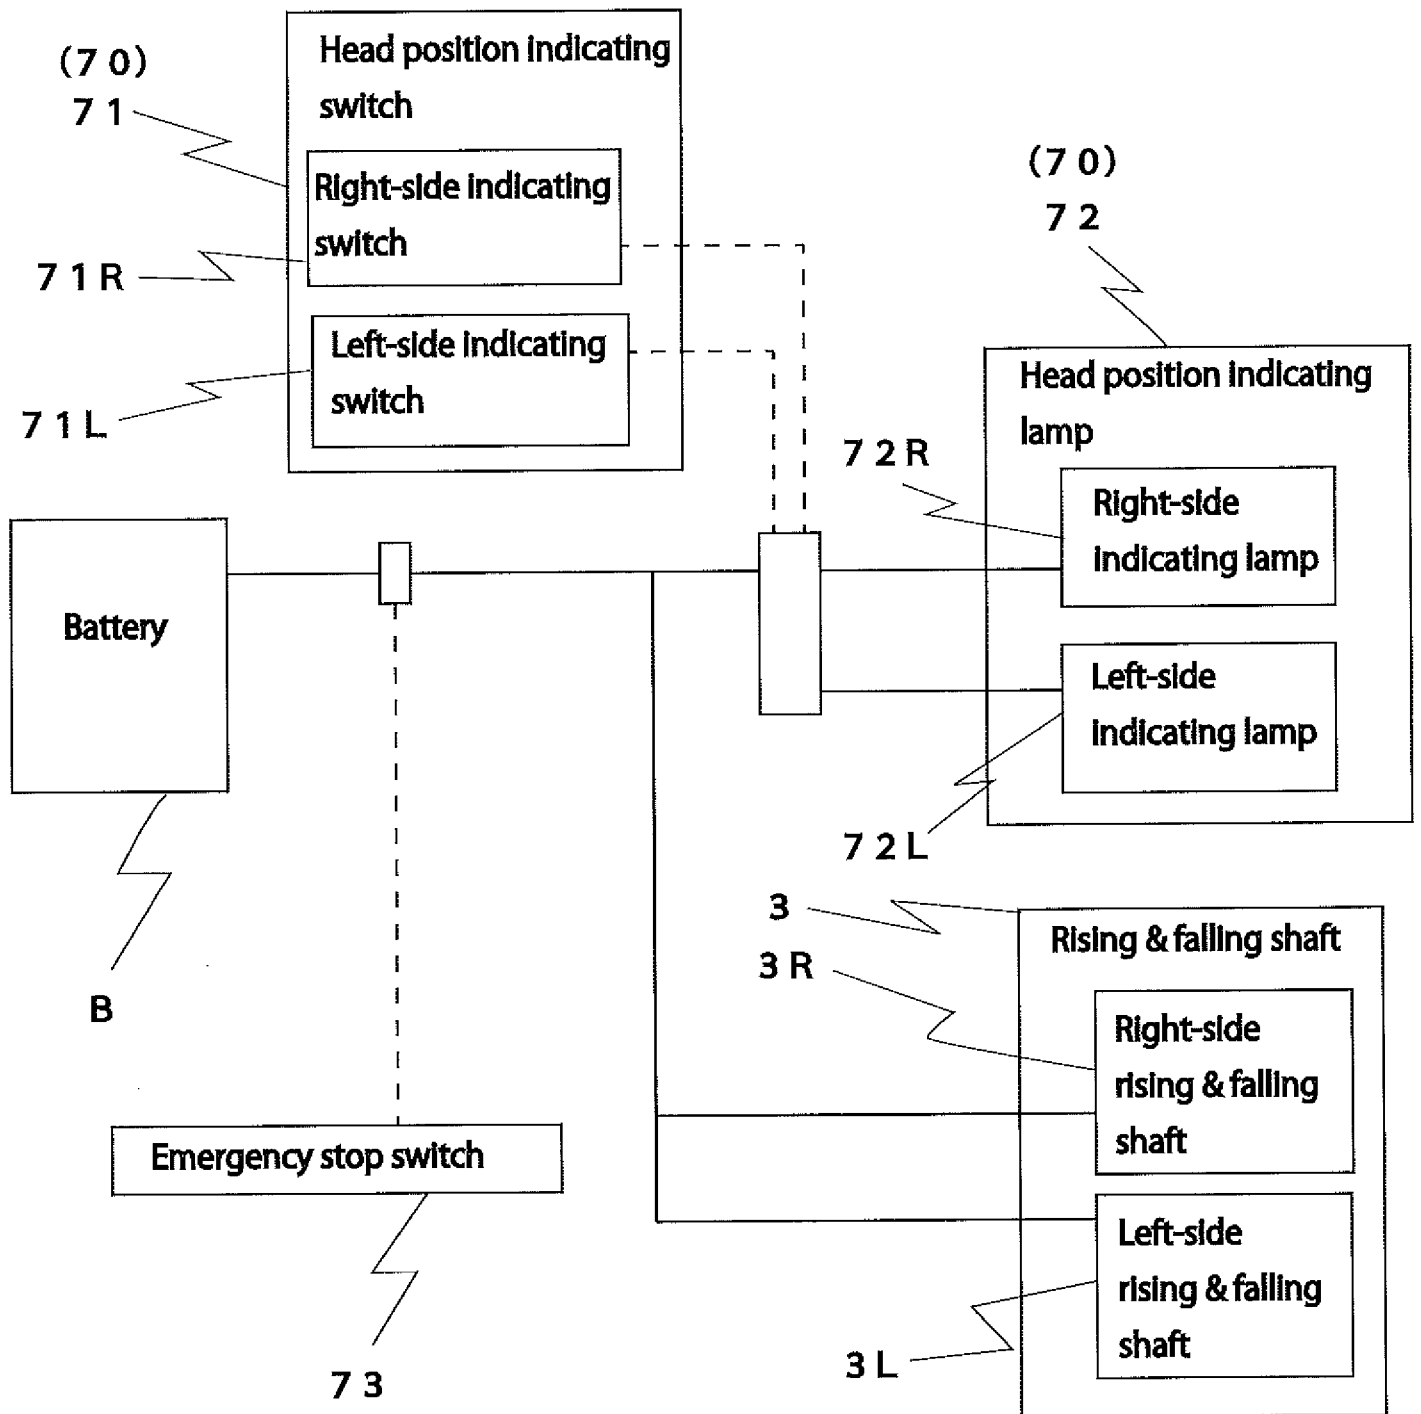 (70)
71
Head position indicating
switch
Right-side indicating
switch
71R
Left-side indicating
switch
71L
(70)
72
Head position indicating
lamp
72R
Right-side
indicating lamp
Left-side
indicating lamp
72L
Battery
B
Emergency stop switch
73
3
Rising & falling shaft
3R
Right-side
rising & falling
shaft
Left-side
rising & falling
shaft
3L